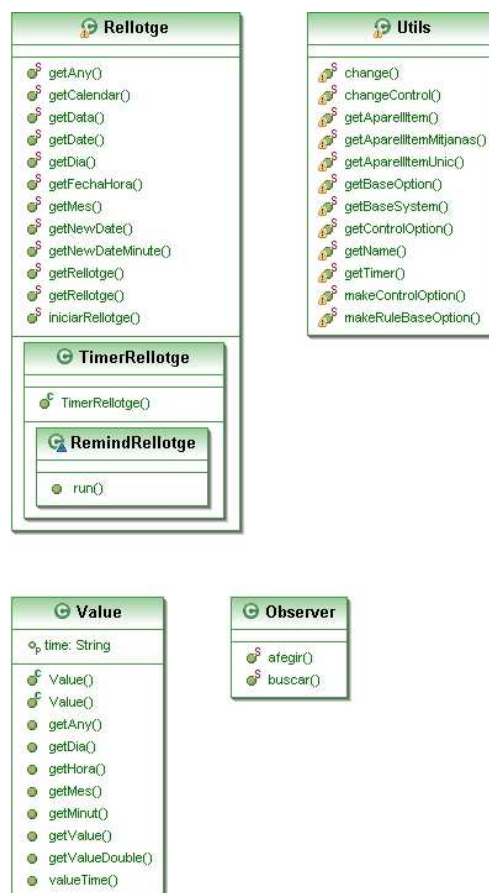 Rellotge
getAny()
getCalendar()
getData()
getDate()
getDia()
getFechaHora()
getMes()
getNewDate()
getNewDateMinute()
getRellotge()
getRellotge()
iniciarRellotge()
TimerRellotge
TimerRellotge()
RemindRellotge
run()
Utils
change()
changeControl()
getAparellItem()
getAparellItemMitjanas()
getAparellItemUnic()
getBaseOption()
getBaseSystem()
getControlOption()
getName()
getTimer()
makeControlOption()
makeRuleBaseOption()
Value
time: String
Value()
Value()
getAny()
getDia()
getHora()
getMes()
getMinut()
getValue()
getValueDouble()
valueTime()
Observer
afegir()
buscar()